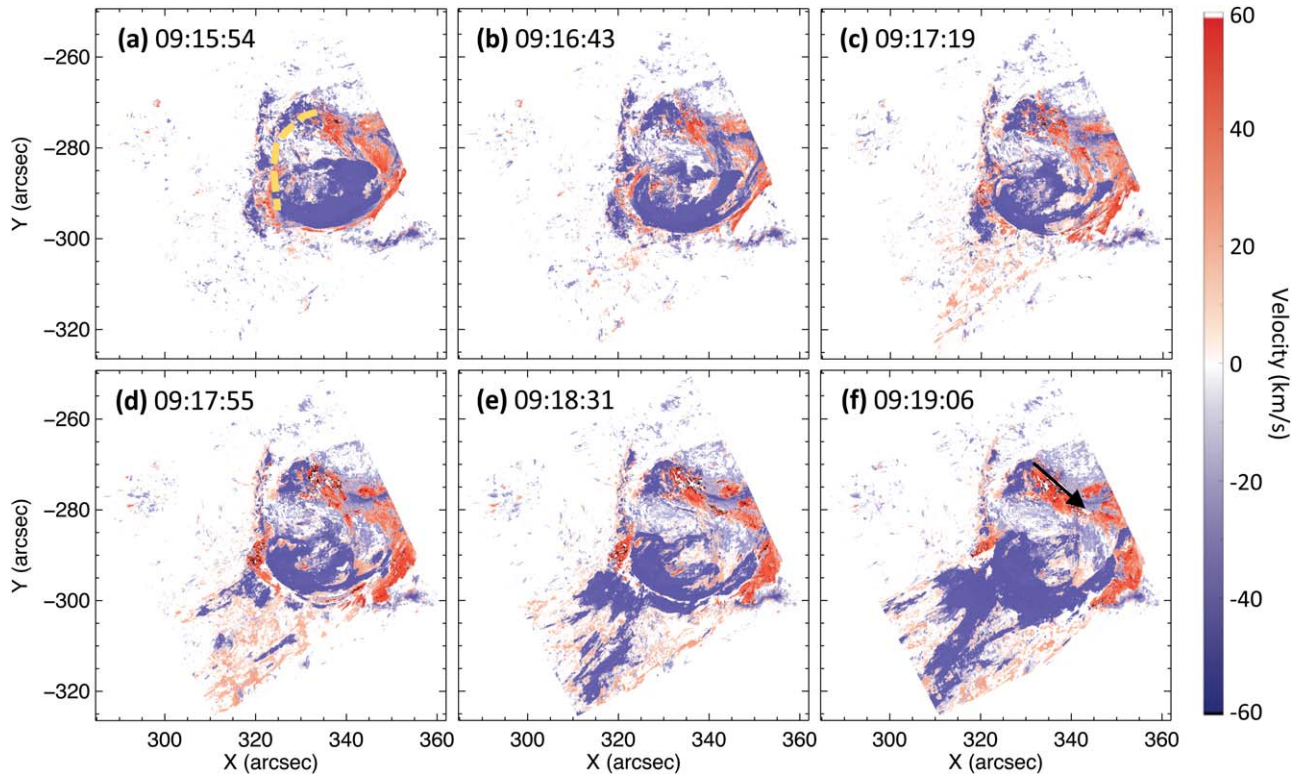 (a) 09:15:54
(b) 09:16:43
(c) 09:17:19
60
−260
−280
−300
−320
Y (arcsec)
40
20
0
Velocity (km/s)
(d) 09:17:55
(e) 09:18:31
(f) 09:19:06
−260
−280
−300
−320
Y (arcsec)
-20
-40
-60
300 320 340 360
300 320 340 360
300 320 340 360
X (arcsec)
X (arcsec)
X (arcsec)